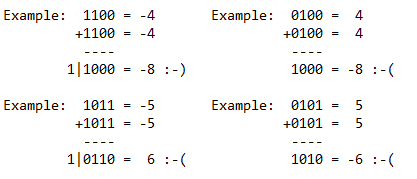 Example:  1100 = -4   Example:  0100 =  4
         +1100 = -4            +0100 =  4
          ----                  ----
        1|1000 = -8 :-)         1000 = -8 :-(
Example:  1011 = -5   Example:  0101 =  5
         +1011 = -5            +0101 =  5
          ----                  ----
        1|0110 =  6 :-(         1010 = -6 :-(